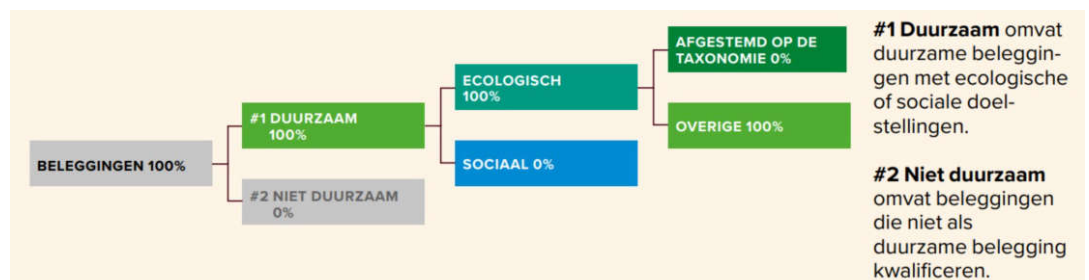 BELEGGINGEN 100%
#1 DUURZAAM
100%
#2 NIET DUURZAAM
0%
ECOLOGISCH
100%
SOCIAAL 0%
AFGESTEMD OP DE
TAXONOMIE 0%
OVERIGE 100%
#1 Duurzaam omvat
duurzame beleggin-
gen met ecologische
of sociale doel-
stellingen.
#2 Niet duurzaam
omvat beleggingen
die niet als
duurzame belegging
kwalificeren.